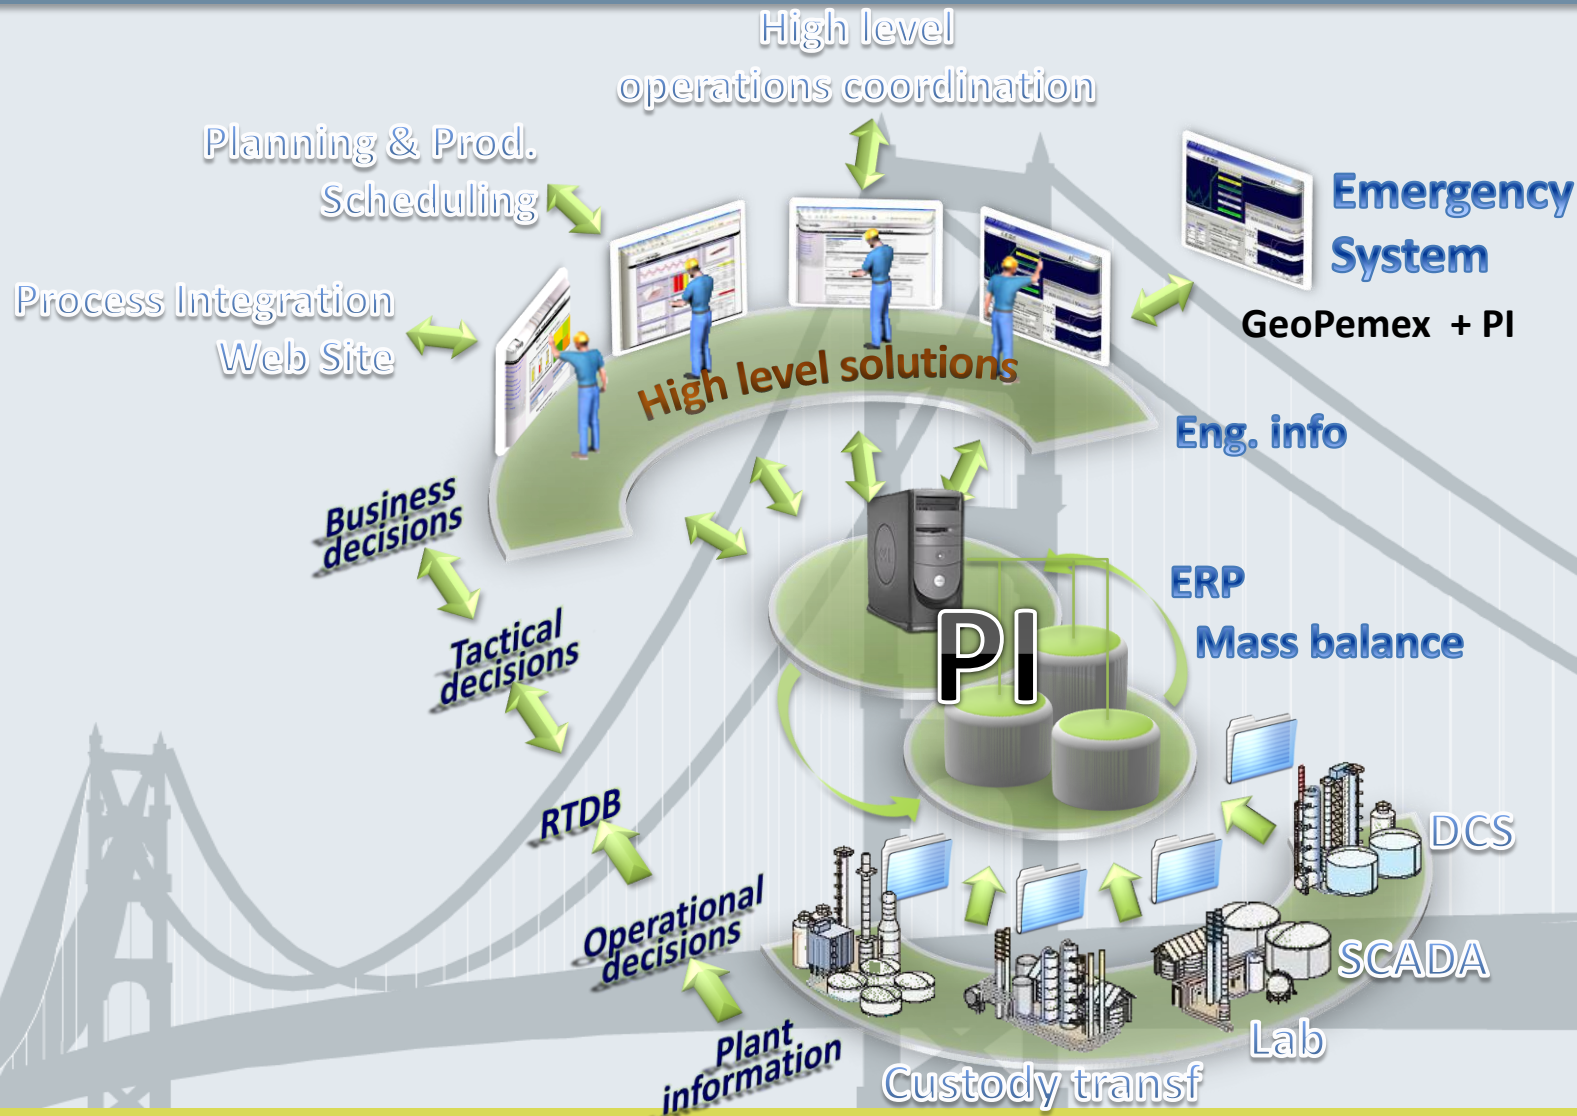 High level
operations coordination
Planning & Prod.
Scheduling
Emergency
System
Process Integration
Web Site
GeoPemex + PI
High level solutions
Eng. info
Business
decisions
ERP
PI
Mass balance
Tactical
decisions
RTDB
DCS
Operational
decisions
SCADA
Plant
information
Lab
Custody transf